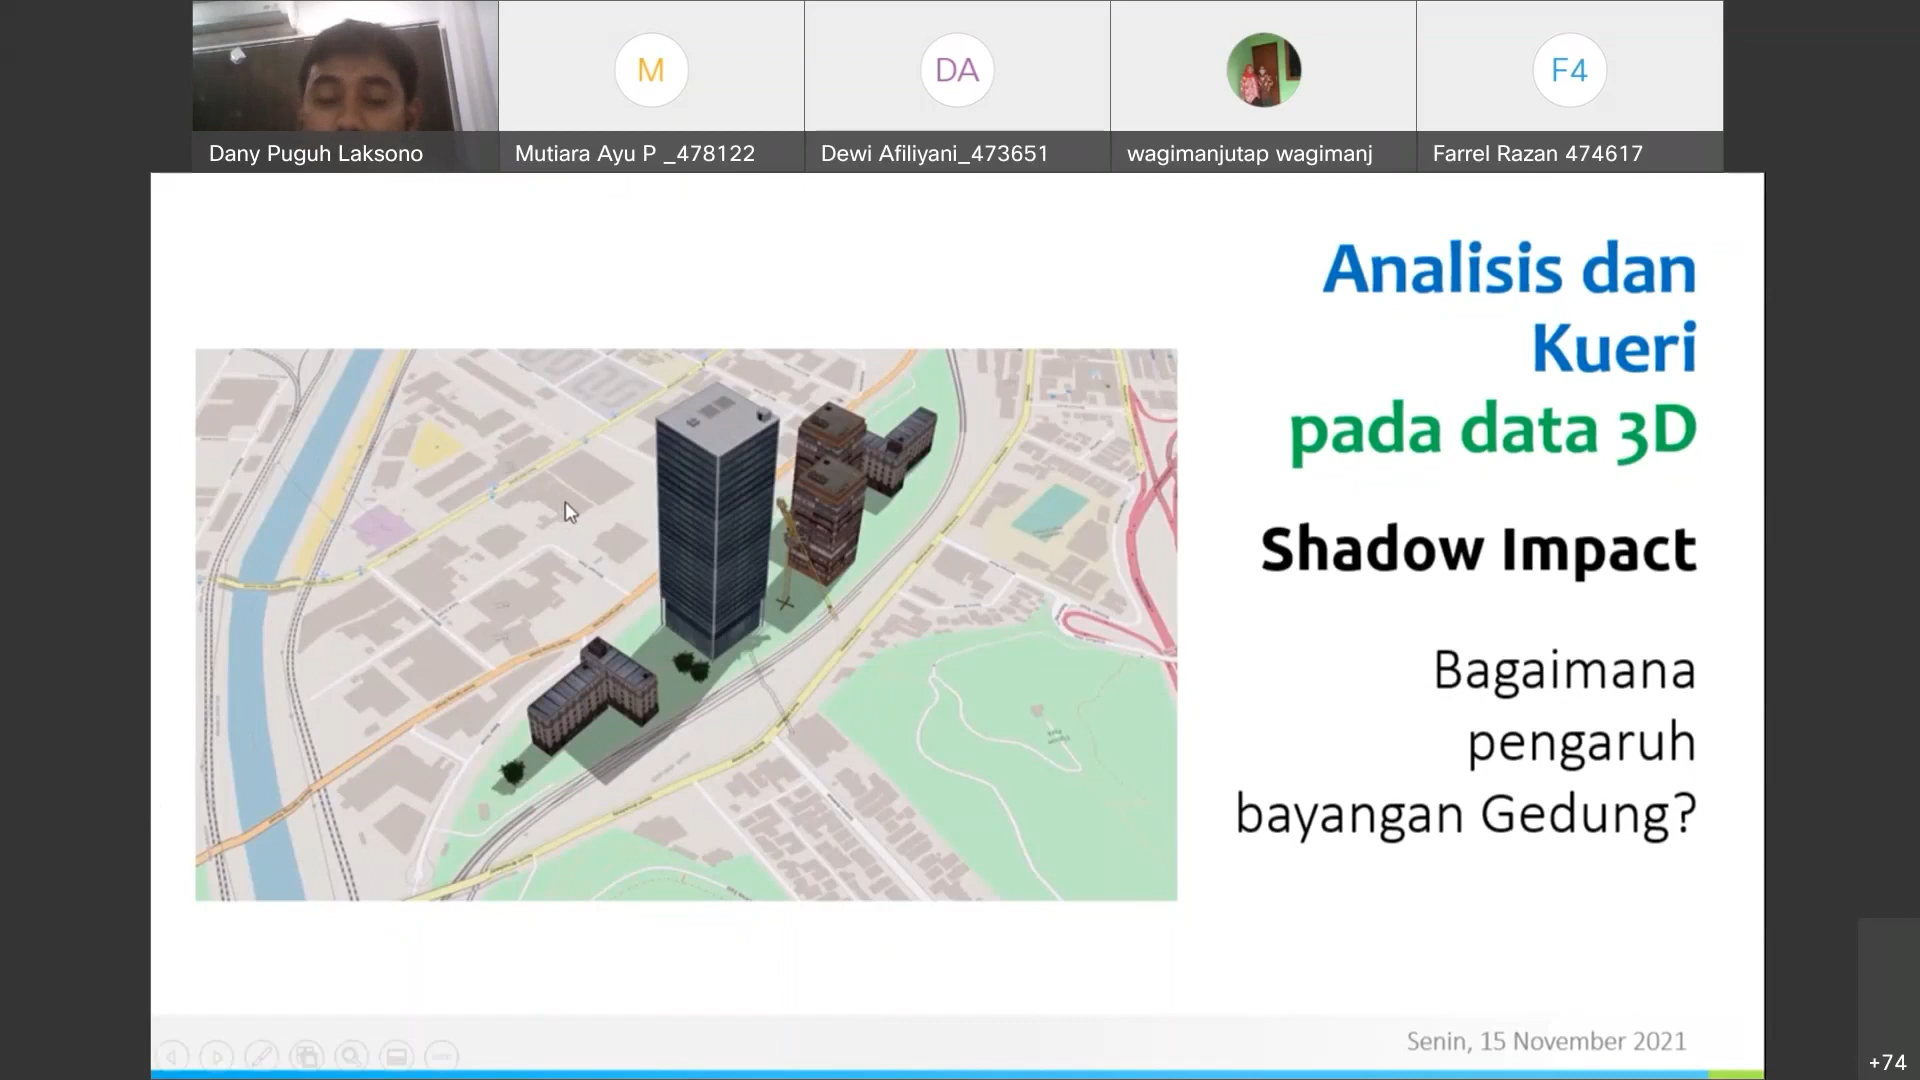 M
DA
F4
Dany Puguh Laksono
Mutiara Ayu P _478122
Dewi Afiliyani_473651
wagimanjutap wagimanj
Farrel Razan 474617
Analisis dan
Kueri
pada data 3D
Shadow Impact
Bagaimana
pengaruh
bayangan Gedung?
Senin, 15 November 2021
+74